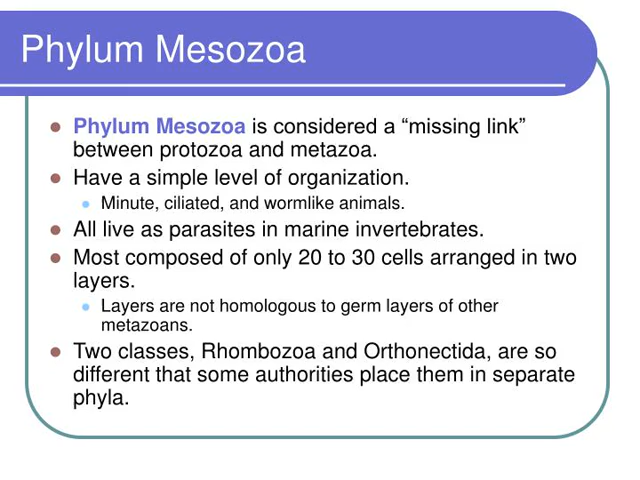 Phylum Mesozoa
Phylum Mesozoa is considered a “missing link”
between protozoa and metazoa.
Have a simple level of organization.
Minute, ciliated, and wormlike animals.
All live as parasites in marine invertebrates.
Most composed of only 20 to 30 cells arranged in two
layers.
Layers are not homologous to germ layers of other
metazoans.
Two classes, Rhombozoa and Orthonectida, are so
different that some authorities place them in separate
phyla.